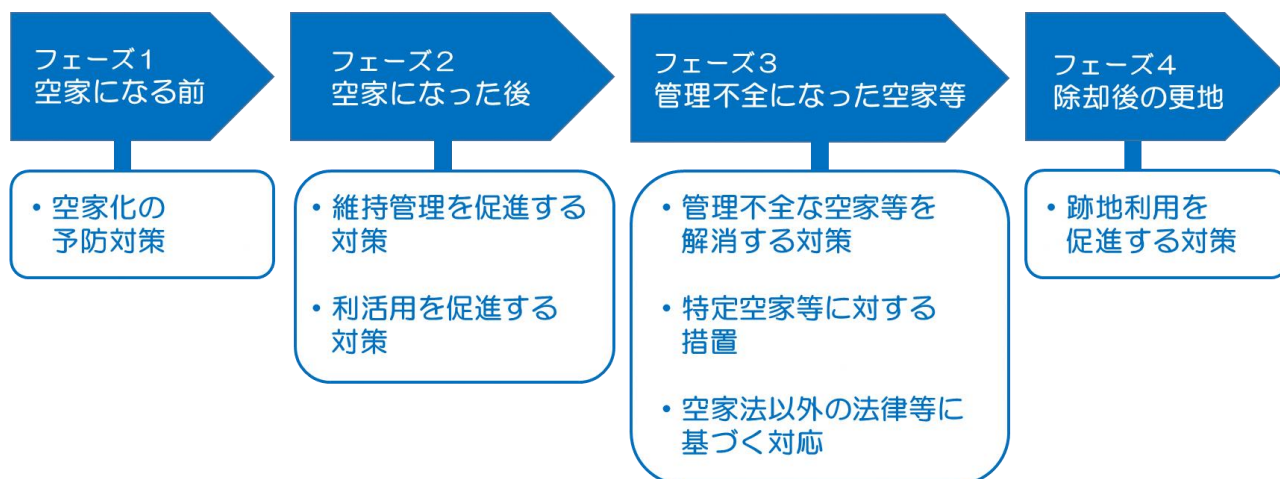 フェーズ1
空家になる前
・空家化の
予防対策
フェーズ2
空家になった後
・維持管理を促進する
対策
・利活用を促進する
対策
フェーズ3
管理不全になった空家等
・管理不全な空家等を
解消する対策
・特定空家等に対する
措置
・空家法以外の法律等に
基づく対応
フェーズ4
除却後の更地
・跡地利用を
促進する対策